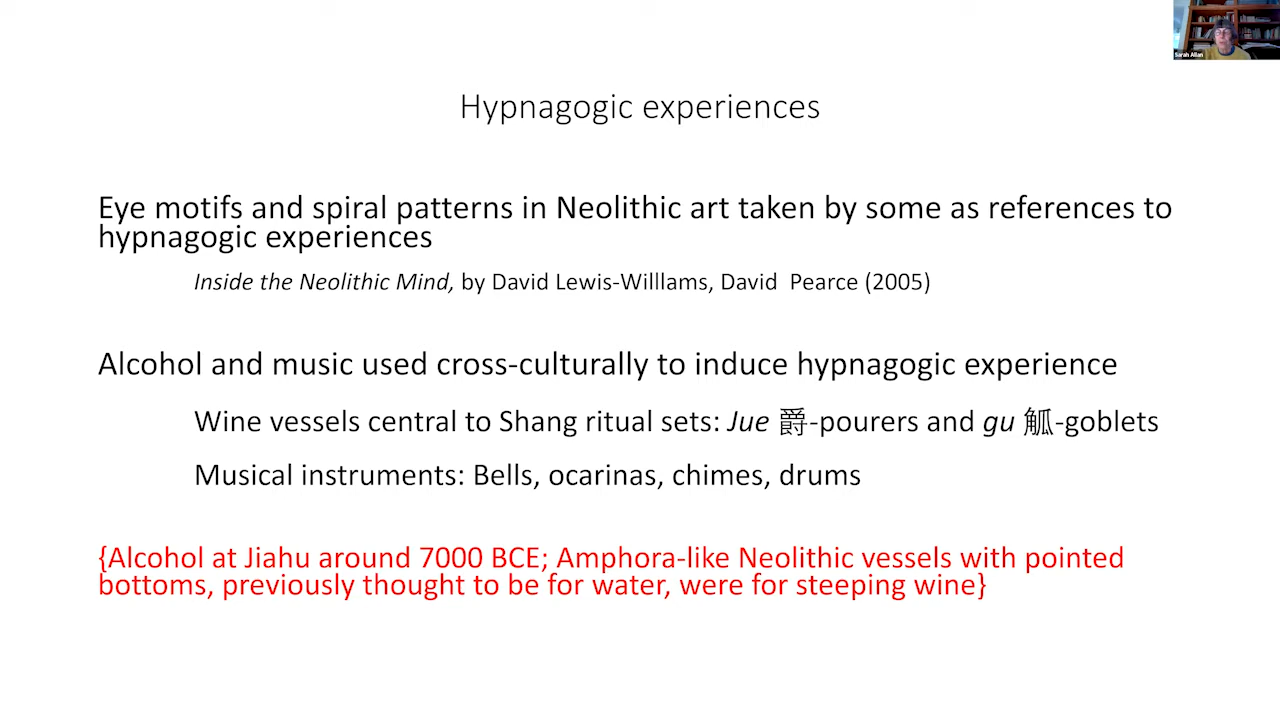 Sarah Allan
Hypnagogic experiences
Eye motifs and spiral patterns in Neolithic art taken by some as references to
hypnagogic experiences
Inside the Neolithic Mind, by David Lewis-Willlams, David  Pearce (2005)
Alcohol and music used cross-culturally to induce hypnagogic experience
Wine vessels central to Shang ritual sets: Jue 爵-pourers and gu 觚-goblets
Musical instruments: Bells, ocarinas, chimes, drums
{Alcohol at Jiahu around 7000 BCE; Amphora-like Neolithic vessels with pointed
bottoms, previously thought to be for water, were for steeping wine}